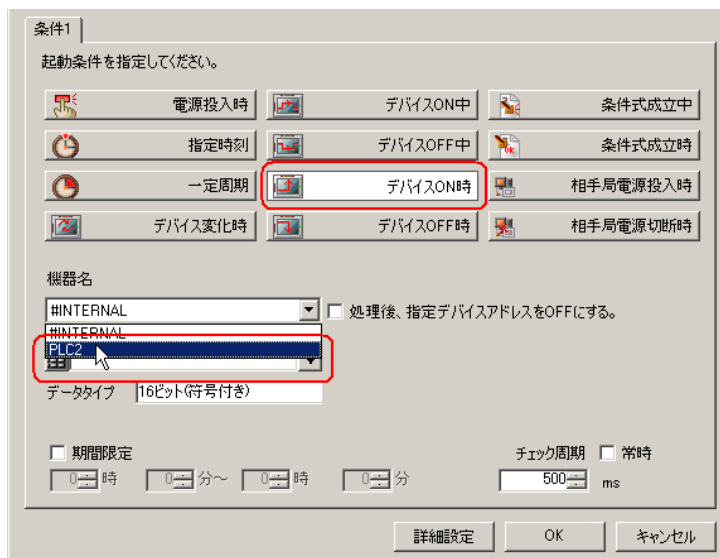 条件1
起動条件を指定してください。
電源投入時 デバイスON中 条件式成立中
指定時刻 デバイスOFF中 条件式成立時
一定周期 デバイスON時 相手局電源投入時
デバイス変化時 デバイスOFF時 相手局電源切断時
機器名
#INTERNAL 処理後、指定デバイスアドレスをOFFにする。
#INTERNAL
PLC2
データタイプ 16ビット(符号付き)
期間限定 チェック周期 常時
0 時 0 分～ 0 時 0 分 500 ms
詳細設定 OK キャンセル